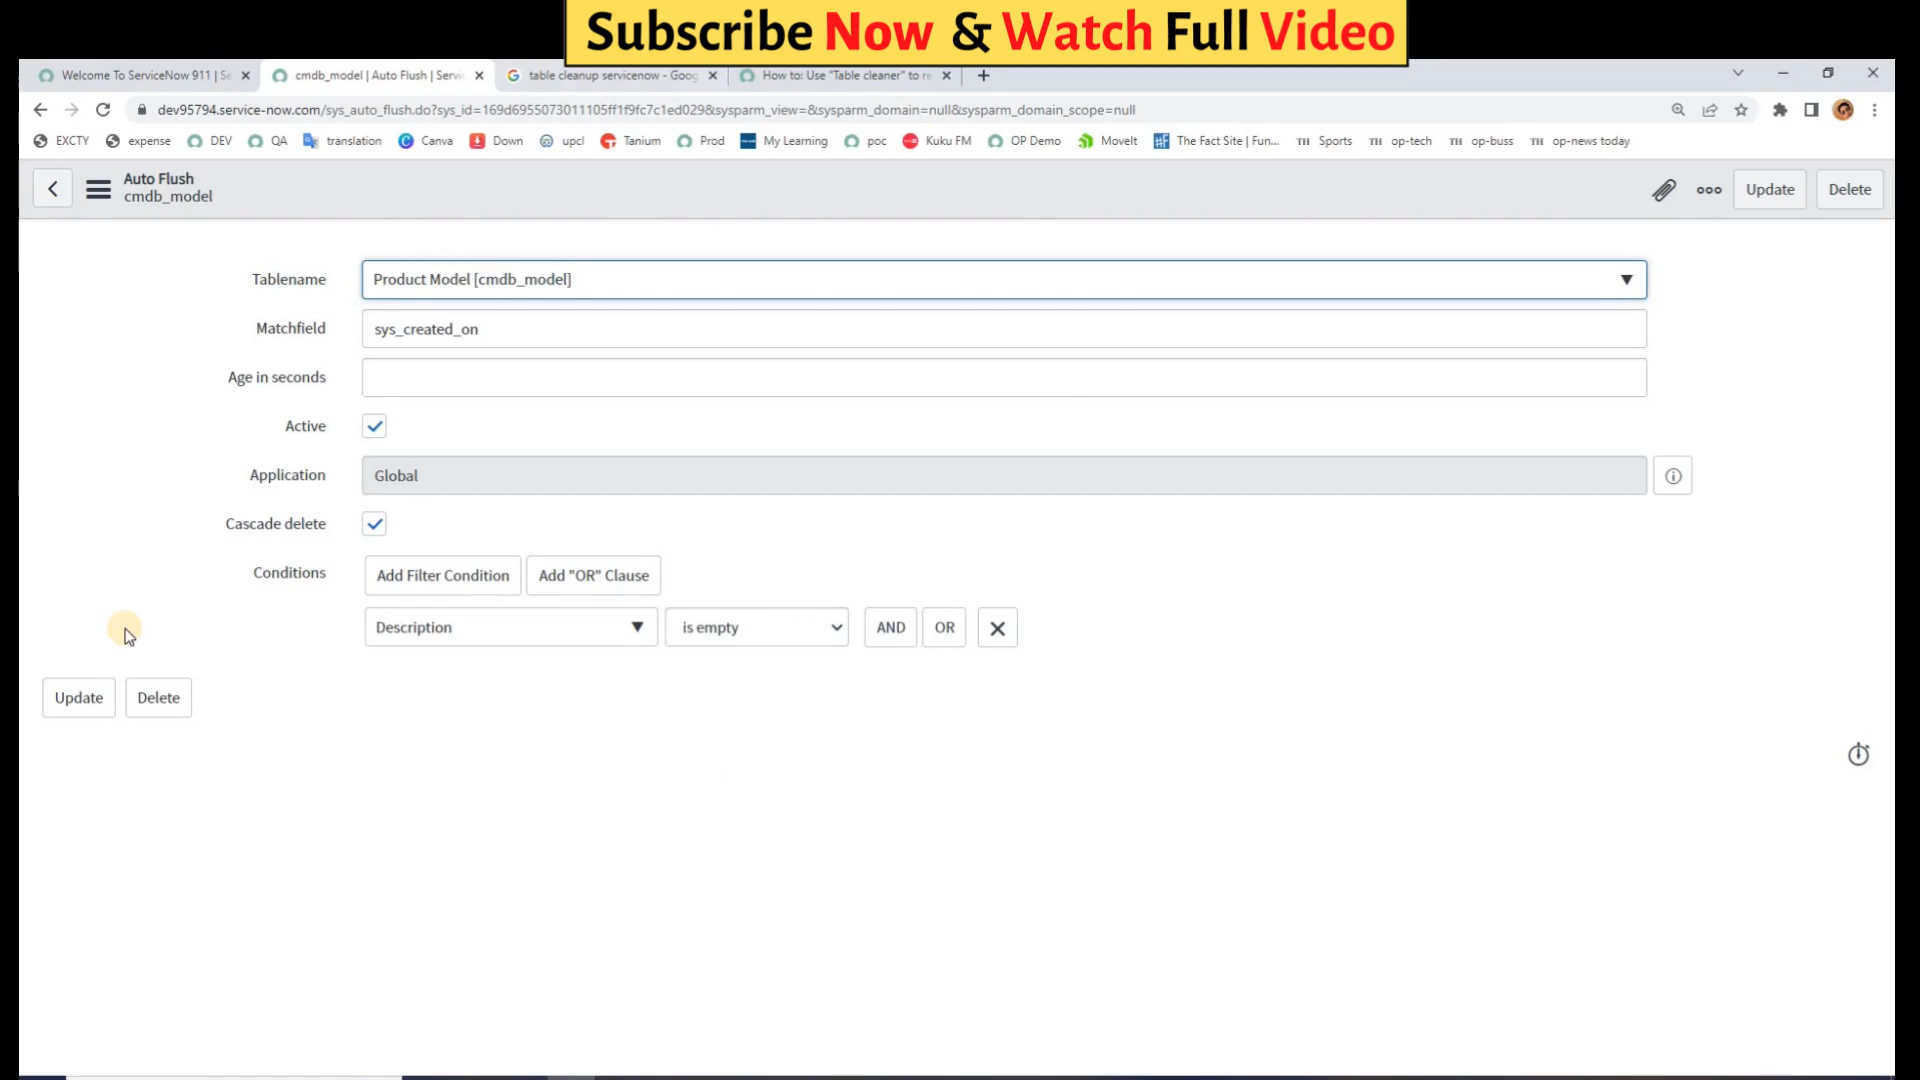 Subscribe Now & Watch Full Video
Welcome To ServiceNow 911 | Se
cmdb_model | Auto Flush | Servic
table cleanup servicenow - Goog
How to: Use "Table cleaner" to re
dev95794.service-now.com/sys_auto_flush.do?sys_id=169d6955073011105ff1f9fc7c1ed029&sysparm_view=&sysparm_domain=null&sysparm_domain_scope=null
EXCTY expense DEV QA translation Canva Down upcl Tanium Prod My Learning poc Kuku FM OP Demo MoveIt The Fact Site | Fun... TH Sports TH op-tech TH op-buss TH op-news today
Auto Flush
cmdb_model
Update Delete
Tablename Product Model [cmdb_model]
Matchfield sys_created_on
Age in seconds
Active
Application Global
Cascade delete
Conditions Add Filter Condition Add "OR" Clause
Description is empty AND OR
Update Delete